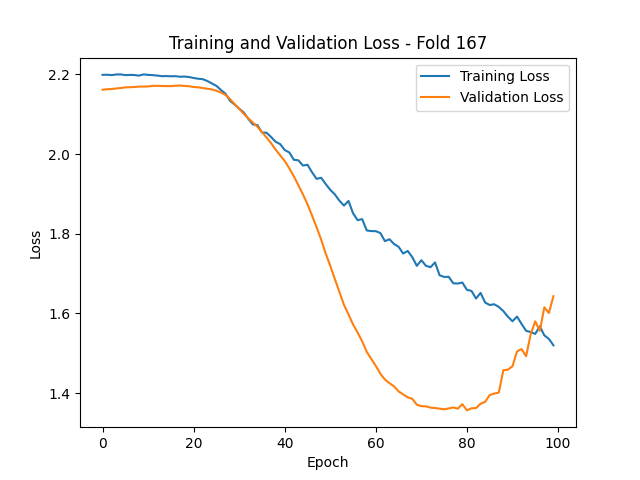 Training and Validation Loss - Fold 167
Training Loss
Validation Loss
Loss
2.2
2.0
1.8
1.6
1.4
0 20 40 60 80 100
Epoch